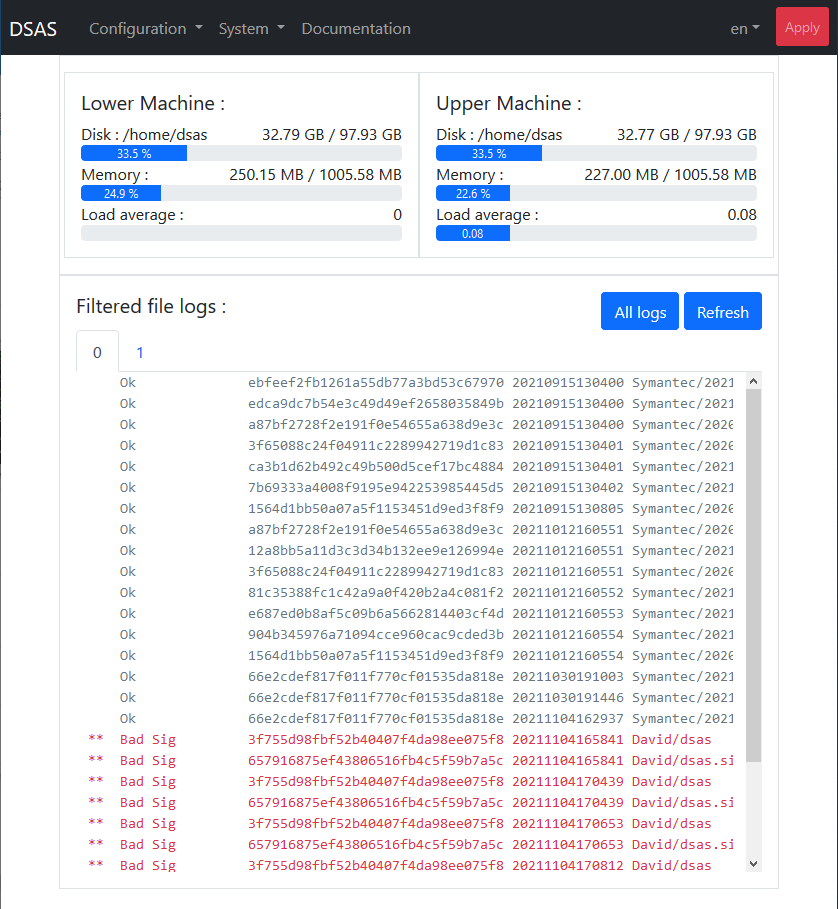 DSAS Configuration System Documentation en Apply
Lower Machine :
Disk : /home/dsas 32.79 GB / 97.93 GB
33.5 %
Memory : 250.15 MB / 1005.58 MB
24.9 %
Load average : 0
Upper Machine :
Disk : /home/dsas 32.77 GB / 97.93 GB
33.5 %
Memory : 227.00 MB / 1005.58 MB
22.6 %
Load average : 0.08
0.08
Filtered file logs : All logs Refresh
0 1
Ok ebfeef2fb1261a55db77a3bd53c67970 20210915130400 Symantec/2021
Ok edca9dc7b54e3c49d49ef2658035849b 20210915130400 Symantec/2021
Ok a87bf2728f2e191f0e54655a638d9e3c 20210915130400 Symantec/2020
Ok 3f65088c24f04911c2289942719d1c83 20210915130401 Symantec/2020
Ok ca3b1d62b492c49b500d5cef17bc4884 20210915130401 Symantec/2021
Ok 7b69333a4008f9195e942253985445d5 20210915130402 Symantec/2021
Ok 1564d1bb50a07a5f1153451d9ed3f8f9 20210915130805 Symantec/2020
Ok a87bf2728f2e191f0e54655a638d9e3c 20211012160551 Symantec/2020
Ok 12a8bb5a11d3c3d34b132ee9e126994e 20211012160551 Symantec/2021
Ok 3f65088c24f04911c2289942719d1c83 20211012160551 Symantec/2020
Ok 81c35388fc1c42a9a0f420b2a4c081f2 20211012160552 Symantec/2021
Ok e687ed0b8af5c09b6a5662814403cf4d 20211012160553 Symantec/2021
Ok 904b345976a71094cce960cac9cded3b 20211012160554 Symantec/2021
Ok 1564d1bb50a07a5f1153451d9ed3f8f9 20211012160554 Symantec/2020
Ok 66e2cdef817f011f770cf01535da818e 20211030191003 Symantec/2021
Ok 66e2cdef817f011f770cf01535da818e 20211030191446 Symantec/2021
Ok 66e2cdef817f011f770cf01535da818e 20211104162937 Symantec/2021
** Bad Sig 3f755d98fbf52b40407f4da98ee075f8 20211104165841 David/dsas
** Bad Sig 657916875ef43806516fb4c5f59b7a5c 20211104165841 David/dsas.si
** Bad Sig 3f755d98fbf52b40407f4da98ee075f8 20211104170439 David/dsas
** Bad Sig 657916875ef43806516fb4c5f59b7a5c 20211104170439 David/dsas.si
** Bad Sig 3f755d98fbf52b40407f4da98ee075f8 20211104170653 David/dsas
** Bad Sig 657916875ef43806516fb4c5f59b7a5c 20211104170653 David/dsas.si
** Bad Sig 3f755d98fbf52b40407f4da98ee075f8 20211104170812 David/dsas